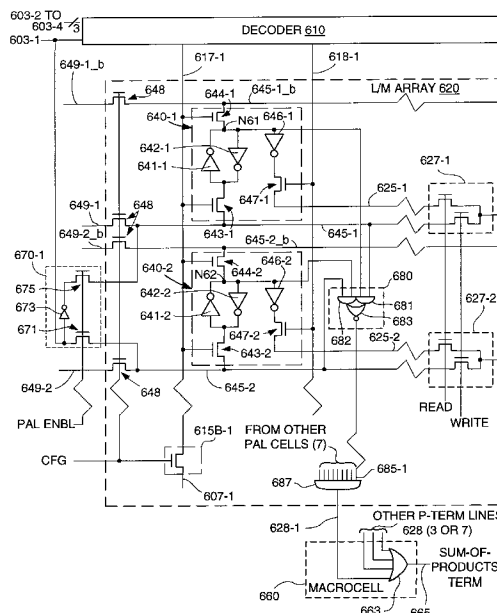 603-2 TO
603-4
3
603-1
DECODER 610
649-1_b
617-1
618-1
L/M ARRAY 620
648
644-1
645-1_b
640-1
N61
646-1
642-1
641-1
647-1
627-1
625-1
649-1
648
649-2_b
643-1
645-1
645-2_b
670-1
640-2
644-2
646-2
680
675
N62
642-2
681
627-2
673
641-2
683
671
647-2
682
625-2
643-2
649-2
648
645-2
READ
WRITE
PAL ENBL
615B-1
FROM OTHER
PAL CELLS (7)
CFG
685-1
687
607-1
628-1
OTHER P-TERM LINES
628 (3 OR 7)
SUM-OF-
PRODUCTS
TERM
660
MACROCELL
663
665